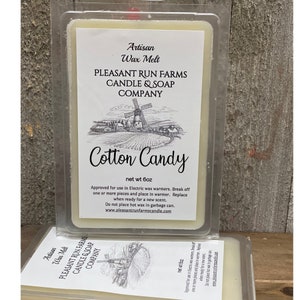 Artisan
Wax Melt
PLEASANT RUN FARMS
CANDLE & SOAP
COMPANY
Cotton Candy
net wt 6oz
Approved for use in Electric wax warmers. Break off
one or more pieces and place in warmer. Replace
when ready for a new scent.
Do not place hot wax in garbage can.
www.pleasantrunfarmscandle.com
Artisan
Wax Melt
PLEASANT RUN FARMS
CANDLE & SOAP
COMPANY